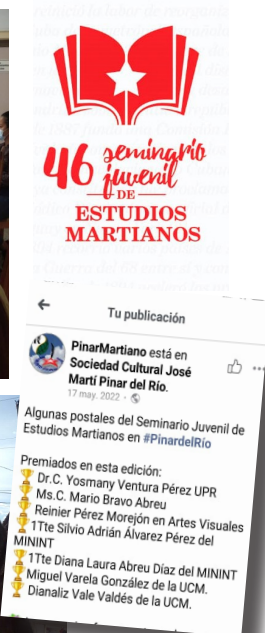 46 seminario
juvenil
DE
ESTUDIOS
MARTIANOS
Tu publicación
PinarMartiano está en
Sociedad Cultural José
Martí Pinar del Río.
17 may. 2022 ·
Algunas postales del Seminario Juvenil de
Estudios Martianos en #PinardelRío
Premiados en esta edición:
🏆 Dr.C. Yosmany Ventura Pérez UPR
🏆 Ms.C. Mario Bravo Abreu
🏆 Reinier Pérez Morejón en Artes Visuales
🏆 1Tte Silvio Adrián Álvarez Pérez del
MININT
🏆 1Tte Diana Laura Abreu Díaz del MININT
🏆 Miguel Varela González de la UCM.
🏆 Dianaliz Vale Valdés de la UCM.